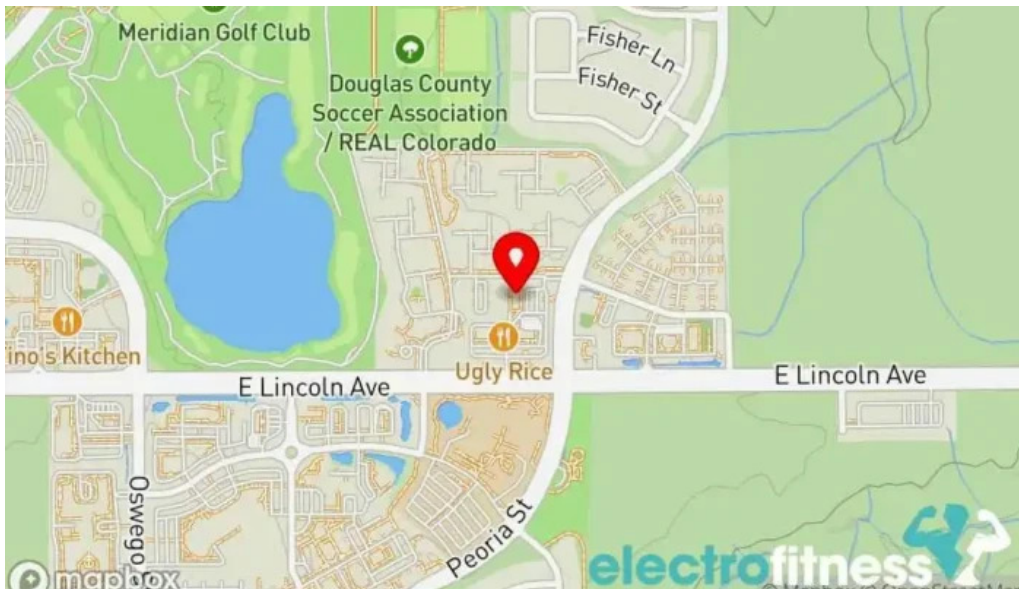 Meridian Golf Club
Douglas County
Soccer Association
/ REAL Colorado
Fisher Ln
Fisher St
ino's Kitchen
Ugly Rice
E Lincoln Ave
E Lincoln Ave
Oswego
Peoria St
electrofitness
mapbox